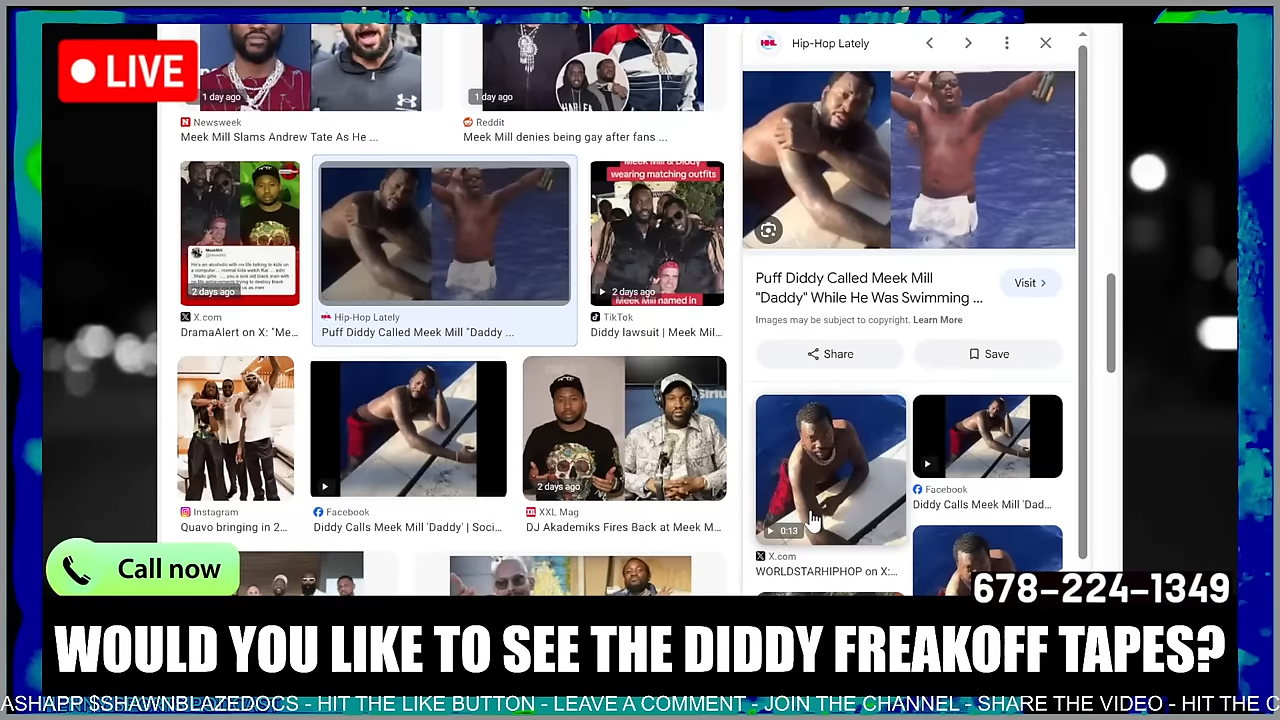 LIVE
1 day ago
1 day ago
Newsweek
Meek Mill Slams Andrew Tate As He ...
Reddit
Meek Mill denies being gay after fans ...
Hip-Hop Lately
2 days ago
X.com
DramaAlert on X: "Me...
Hip-Hop Lately
Puff Diddy Called Meek Mill "Daddy ...
Meek Mill & Diddy
wearing matching outfits
2 days ago
Meek Mill named in
TikTok
Diddy lawsuit | Meek Mil...
Puff Diddy Called Meek Mill
"Daddy" While He Was Swimming ...
Visit
Images may be subject to copyright. Learn More
Share
Save
Instagram
Quavo bringing in 2...
Facebook
Diddy Calls Meek Mill 'Daddy' | Soci...
2 days ago
XXL Mag
DJ Akademiks Fires Back at Meek M...
0:13
X.com
WORLDSTARHIPHOP on X:...
Facebook
Diddy Calls Meek Mill 'Dad...
Call now
678-224-1349
WOULD YOU LIKE TO SEE THE DIDDY FREAKOFF TAPES?
ASHAPP $SHAWNBLAZEDOCS - HIT THE LIKE BUTTON - LEAVE A COMMENT - JOIN THE CHANNEL - SHARE THE VIDEO - HIT THE C